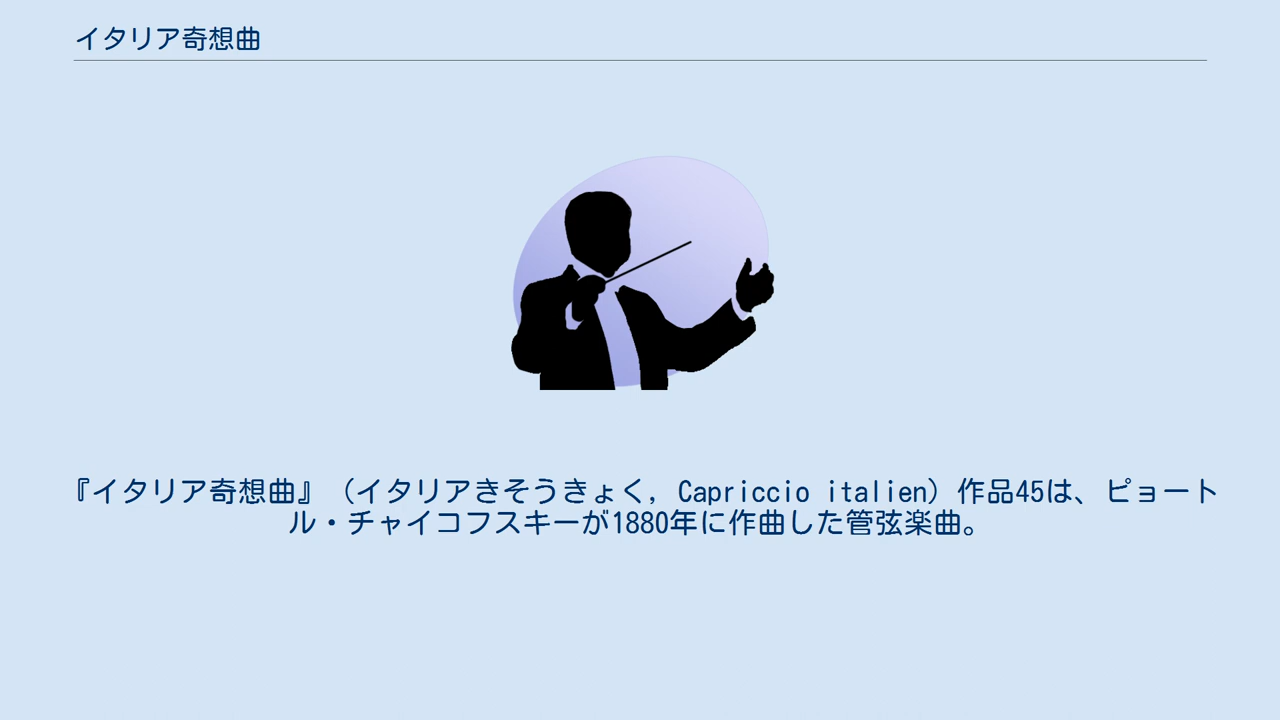 イタリア奇想曲
『イタリア奇想曲』（イタリアきそうきょく, Capriccio italien）作品45は、ピョート
ル・チャイコフスキーが1880年に作曲した管弦楽曲。